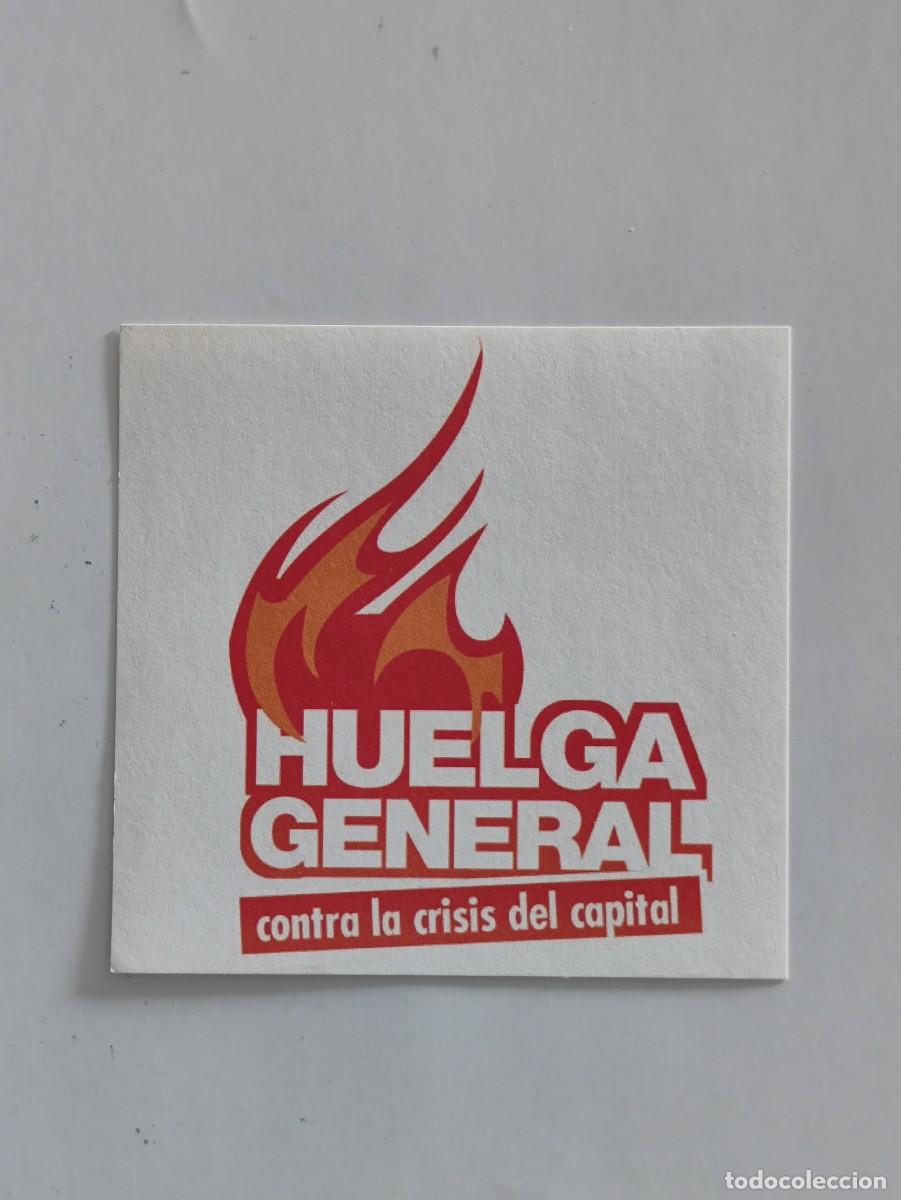 HUELGA
GENERAL
contra la crisis del capital
todocoleccion